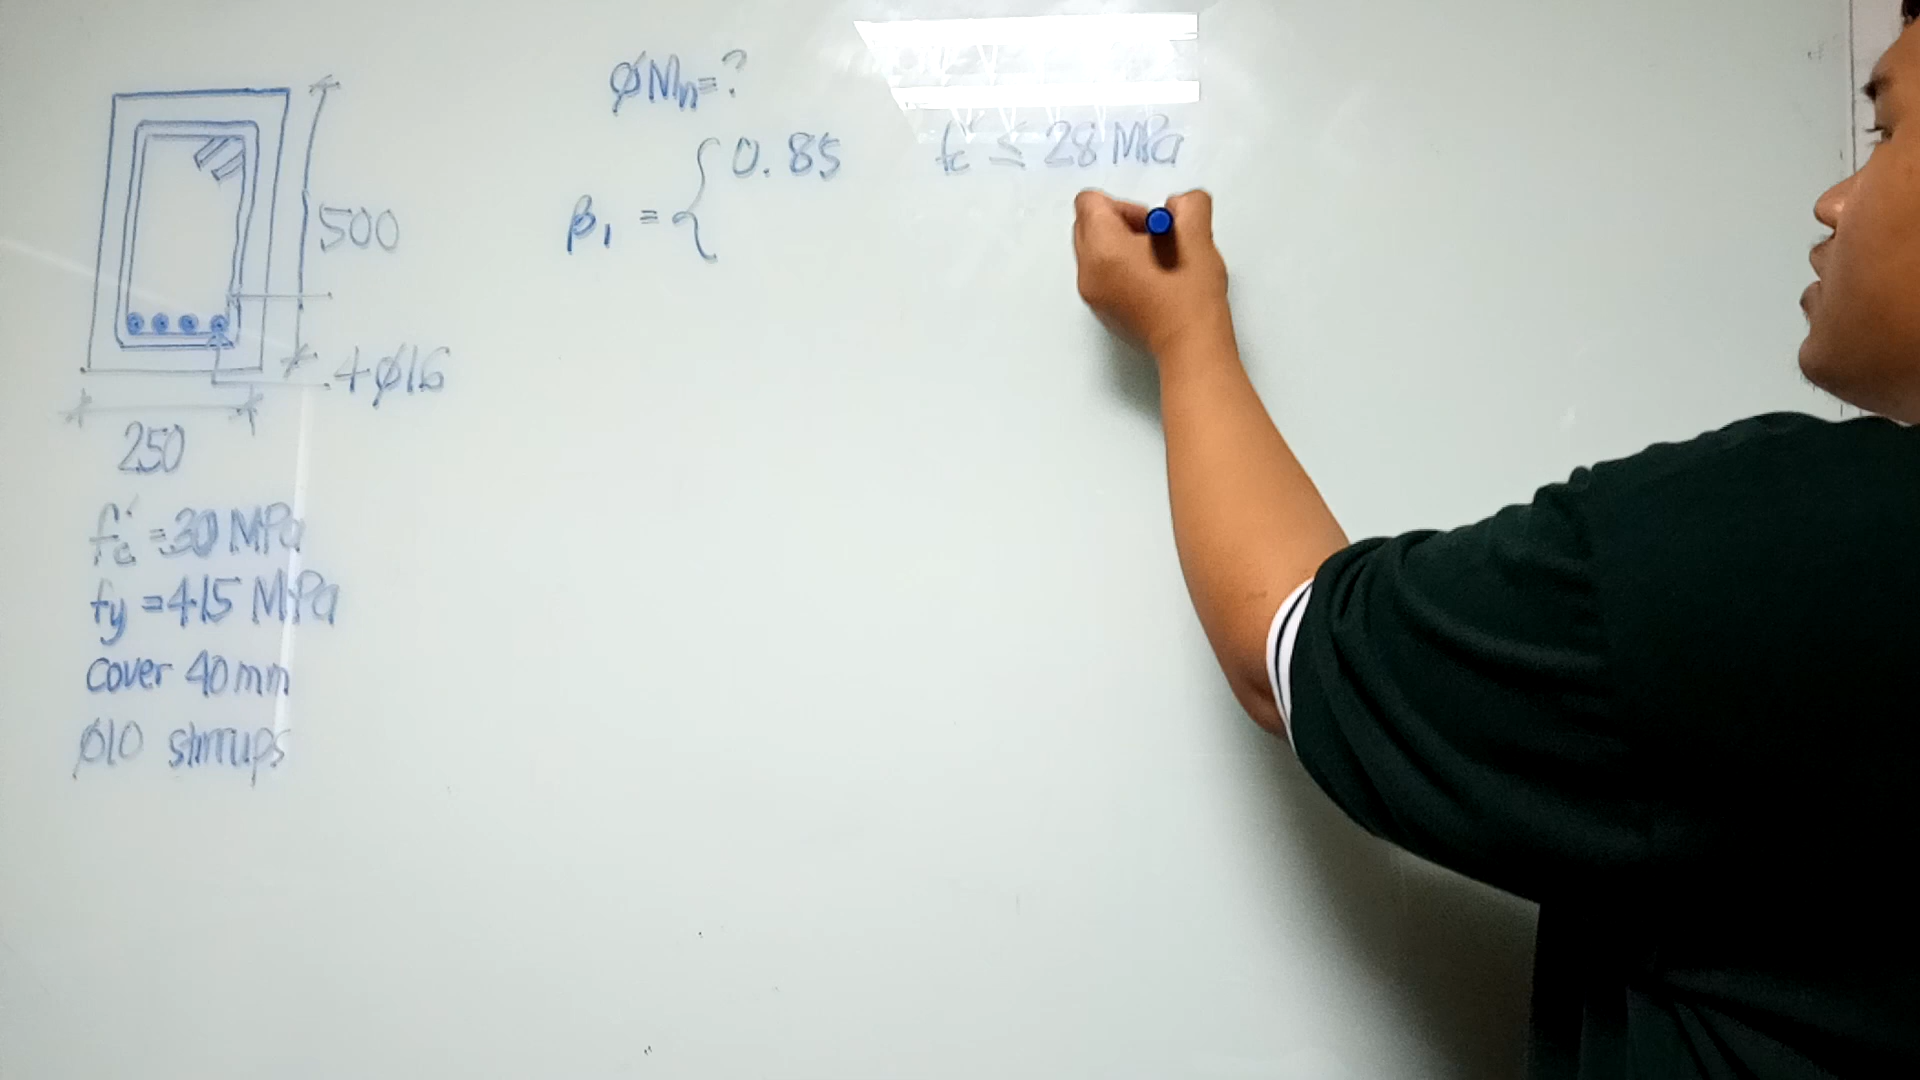 500
4ø16
250
fc' = 30 MPa
fy = 415 MPa
cover 40mm
ø10 stirrups
øMn = ?
β1 = { 0.85 fc' ≤ 28 MPa